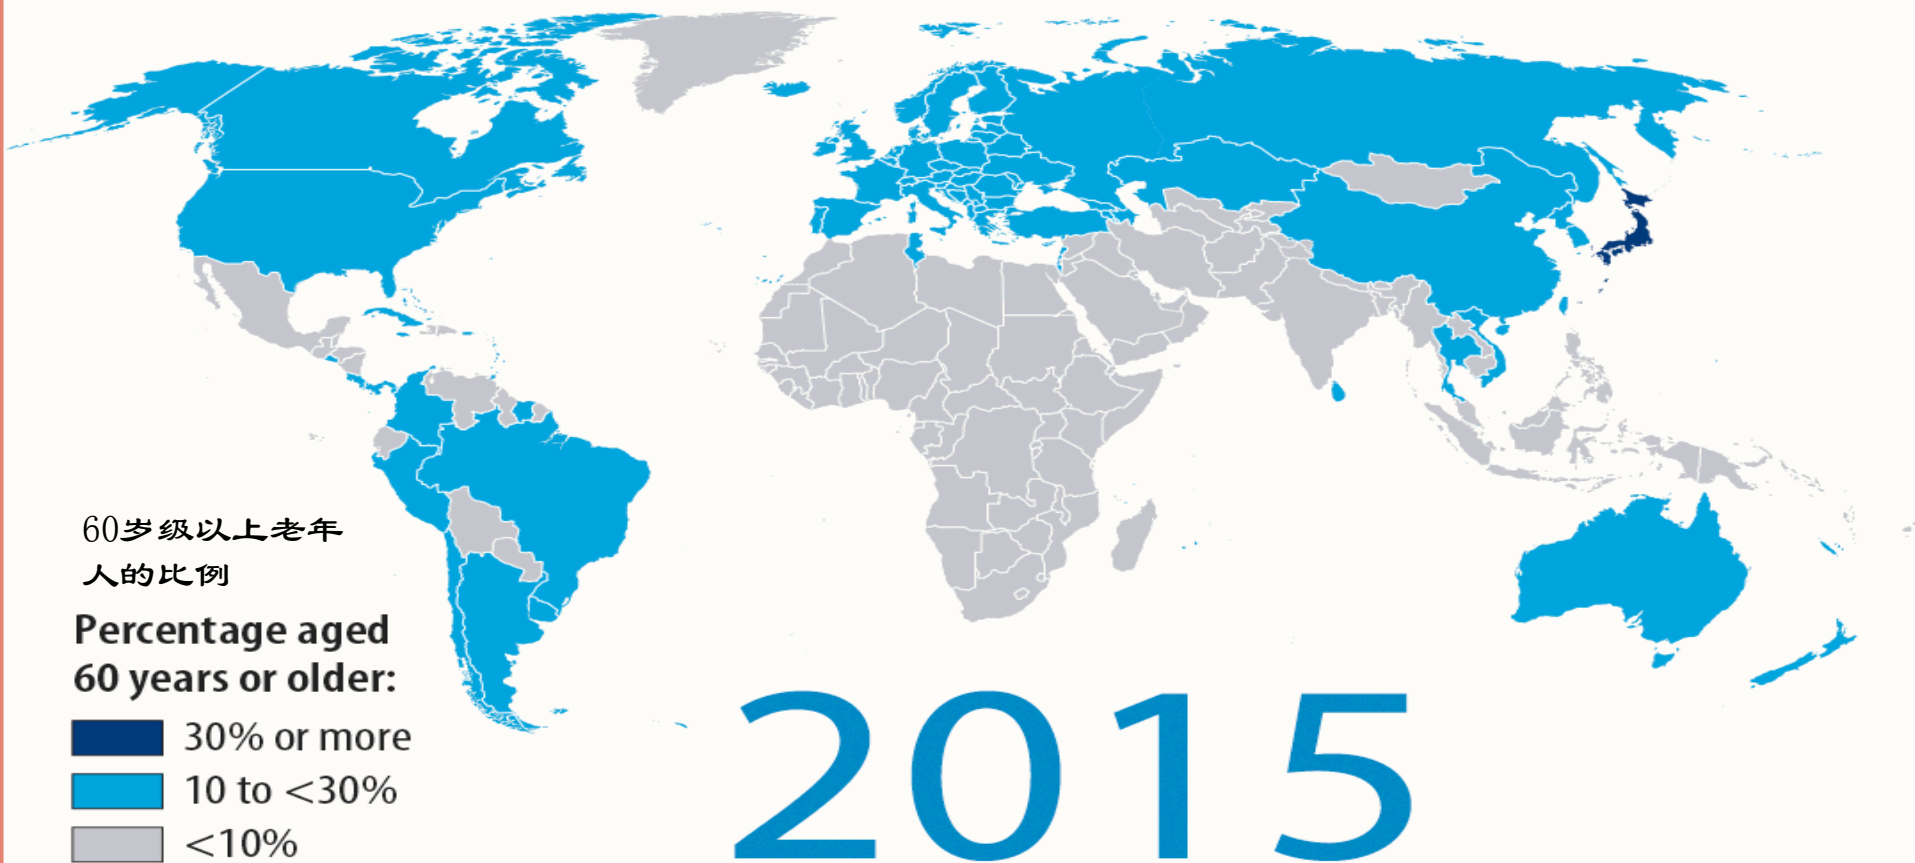 60岁级以上老年
人的比例
Percentage aged
60 years or older:
30% or more
10 to <30%
<10%
2015